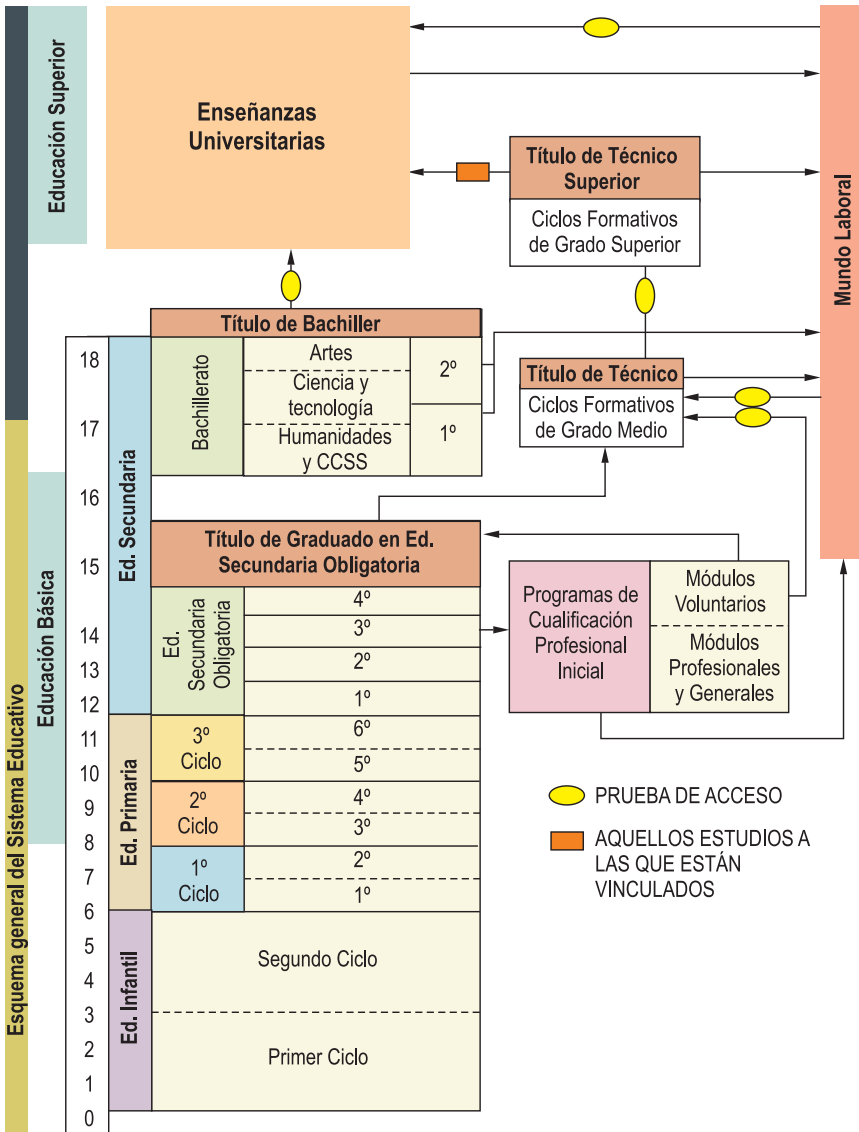 Esquema general del Sistema Educativo
Educación Superior
Educación Básica
Enseñanzas
Universitarias
Título de Técnico
Superior
Ciclos Formativos
de Grado Superior
Mundo Laboral
Título de Bachiller
Bachillerato
Artes
Ciencia y
tecnología
Humanidades
y CCSS
2º
1º
Título de Técnico
Ciclos Formativos
de Grado Medio
18
17
16
15
14
13
12
11
10
9
8
7
6
5
4
3
2
1
0
Ed. Secundaria
Ed. Primaria
Ed. Infantil
Título de Graduado en Ed.
Secundaria Obligatoria
Ed.
Secundaria
Obligatoria
4º
3º
2º
1º
Programas de
Cualificación
Profesional
Inicial
Módulos
Voluntarios
Módulos
Profesionales
y Generales
3º
Ciclo
6º
5º
2º
Ciclo
4º
3º
1º
Ciclo
2º
1º
Segundo Ciclo
Primer Ciclo
PRUEBA DE ACCESO
AQUELLOS ESTUDIOS A
LAS QUE ESTÁN
VINCULADOS